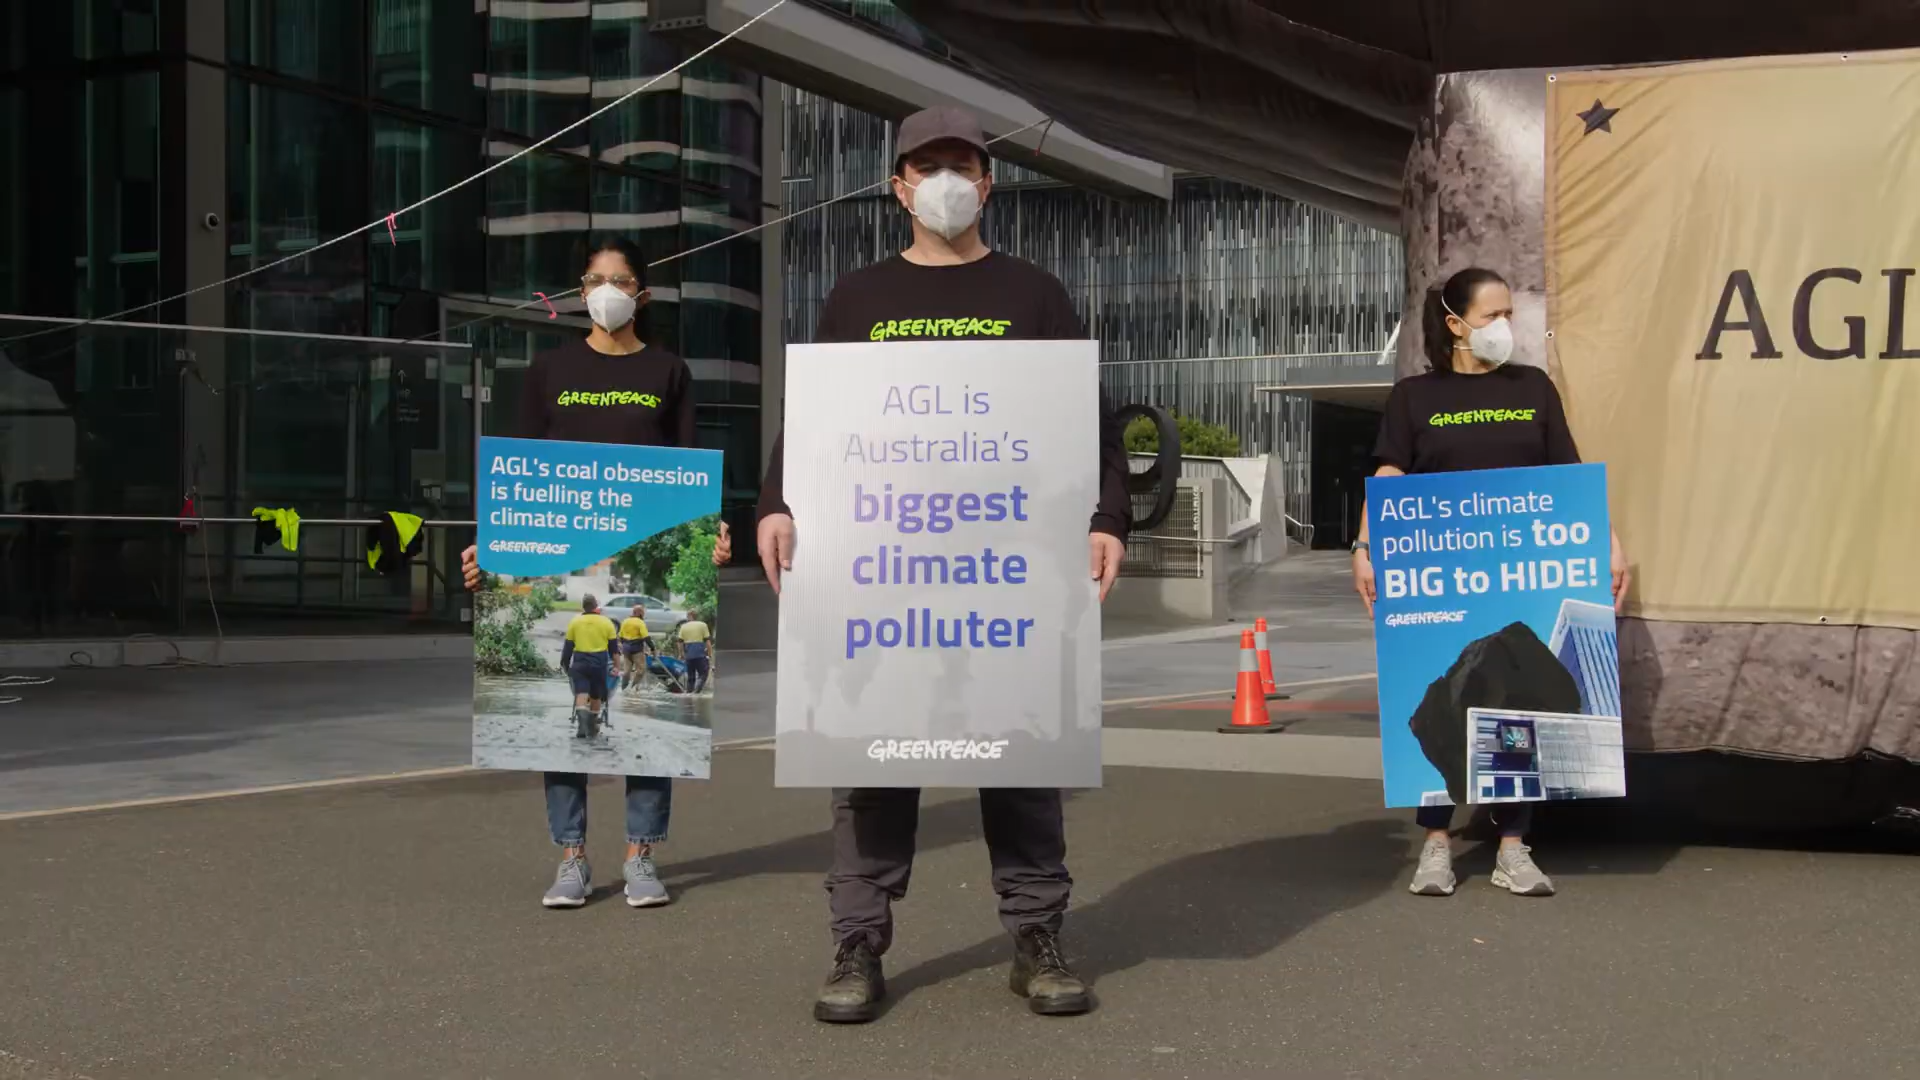 GREENPEACE
AGL is
Australia's
biggest
climate
polluter
GREENPEACE
GREENPEACE
AGL's coal obsession
is fuelling the
climate crisis
GREENPEACE
GREENPEACE
AGL's climate
pollution is too
BIG to HIDE!
GREENPEACE
agl
AGL